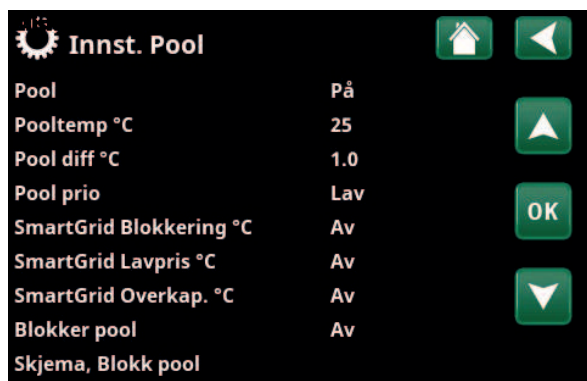 Innst. Pool
Pool På
Pooltemp °C 25
Pool diff °C 1.0
Pool prio Lav
SmartGrid Blokkering °C Av
SmartGrid Lavpris °C Av
SmartGrid Overkap. °C Av
Blokker pool Av
Skjema, Blokk pool
OK